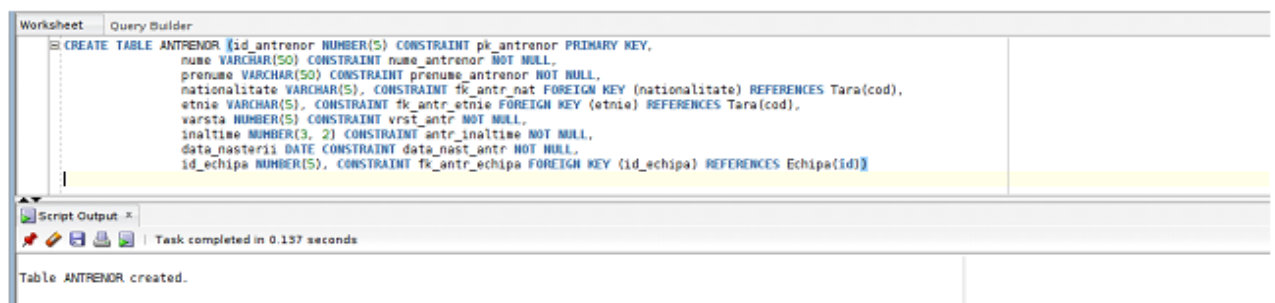 Worksheet Query Builder
CREATE TABLE ANTRENOR (id_antrenor NUMBER(5) CONSTRAINT pk_antrenor PRIMARY KEY,
nume VARCHAR(50) CONSTRAINT nume_antrenor NOT NULL,
prenume VARCHAR(50) CONSTRAINT prenume_antrenor NOT NULL,
nationalitate VARCHAR(5), CONSTRAINT fk_antr_nat FOREIGN KEY (nationalitate) REFERENCES Tara(cod),
etnie VARCHAR(5), CONSTRAINT fk_antr_etnie FOREIGN KEY (etnie) REFERENCES Tara(cod),
varsta NUMBER(5) CONSTRAINT vrst_antr NOT NULL,
inaltime NUMBER(3, 2) CONSTRAINT antr_inaltime NOT NULL,
data_nasterii DATE CONSTRAINT data_nast_antr NOT NULL,
id_echipa NUMBER(5), CONSTRAINT fk_antr_echipa FOREIGN KEY (id_echipa) REFERENCES Echipa(id))
Script Output ×
Task completed in 0.137 seconds
Table ANTRENOR created.